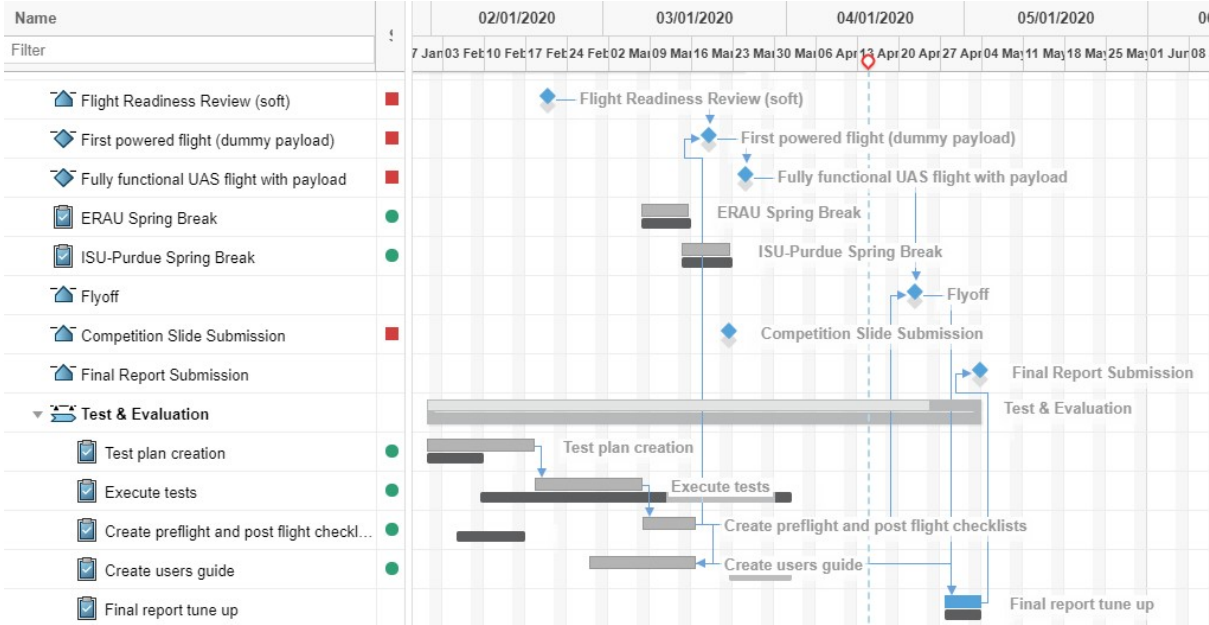 Name
02/01/2020 03/01/2020 04/01/2020 05/01/2020
Filter
7 Jan 03 Feb 10 Feb 17 Feb 24 Feb 02 Mar 09 Mar 16 Mar 23 Mar 30 Mar 06 Apr 13 Apr 20 Apr 27 Apr 04 May 11 May 18 May 25 May 01 Jun 08
Flight Readiness Review (soft) Flight Readiness Review (soft)
First powered flight (dummy payload) First powered flight (dummy payload)
Fully functional UAS flight with payload Fully functional UAS flight with payload
ERAU Spring Break ERAU Spring Break
ISU-Purdue Spring Break ISU-Purdue Spring Break
Flyoff Flyoff
Competition Slide Submission Competition Slide Submission
Final Report Submission Final Report Submission
Test & Evaluation Test & Evaluation
Test plan creation Test plan creation
Execute tests Execute tests
Create preflight and post flight checkl... Create preflight and post flight checklists
Create users guide Create users guide
Final report tune up Final report tune up